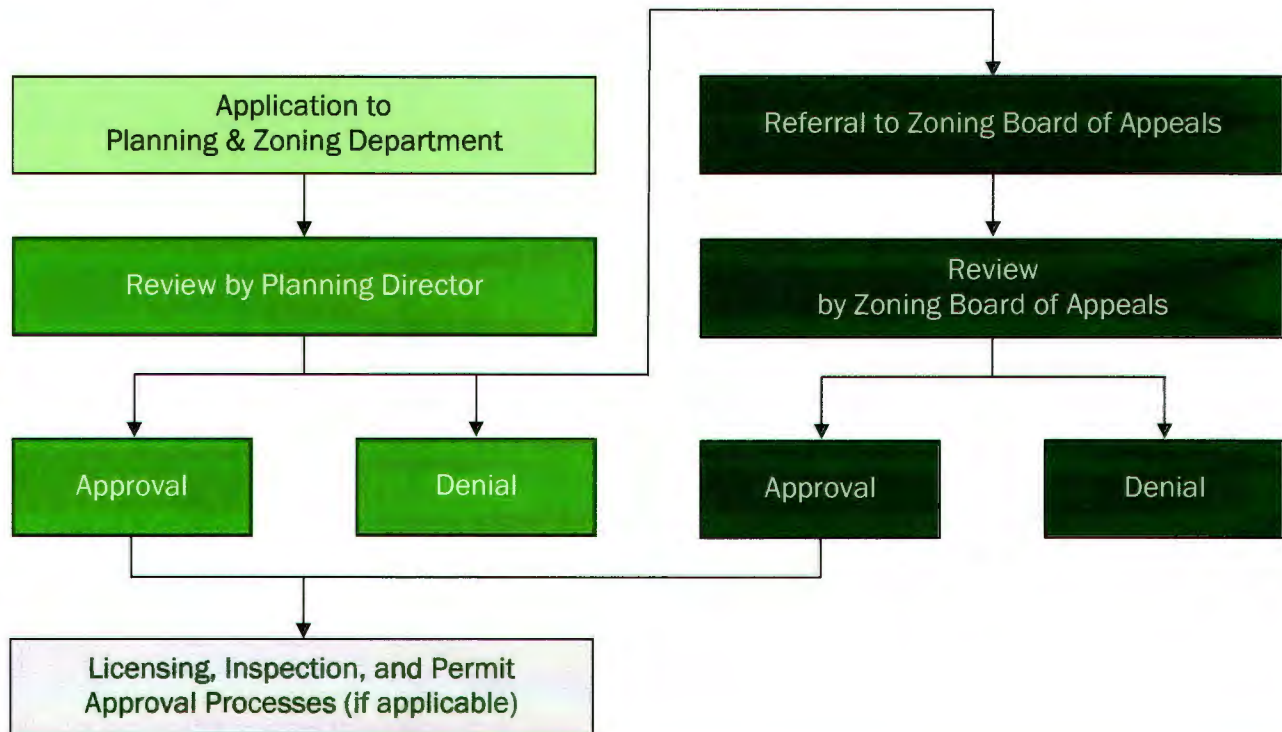 Application to
Planning & Zoning Department
Review by Planning Director
Approval
Denial
Referral to Zoning Board of Appeals
Review
by Zoning Board of Appeals
Approval
Denial
Licensing, Inspection, and Permit
Approval Processes (if applicable)